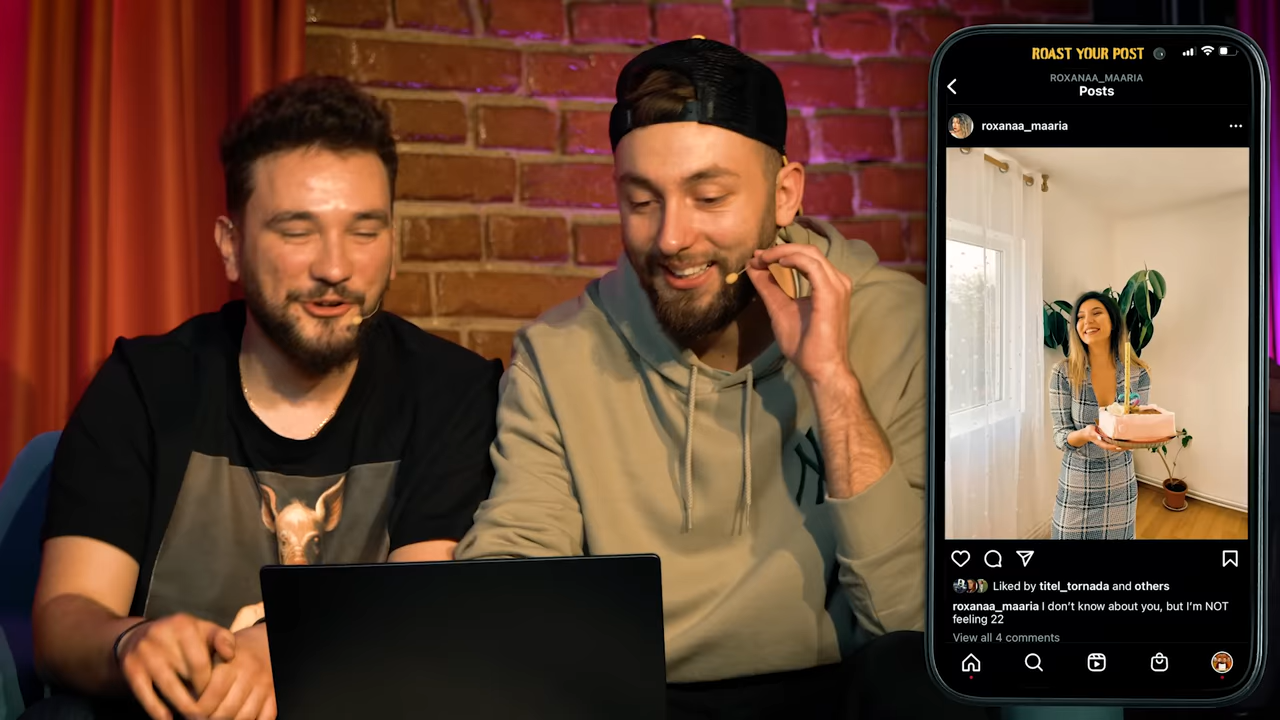 ROAST YOUR POST
ROXANAA_MAARIA
Posts
roxanaa_maaria
Liked by titel_tornada and others
roxanaa_maaria I don't know about you, but I'm NOT
feeling 22
View all 4 comments